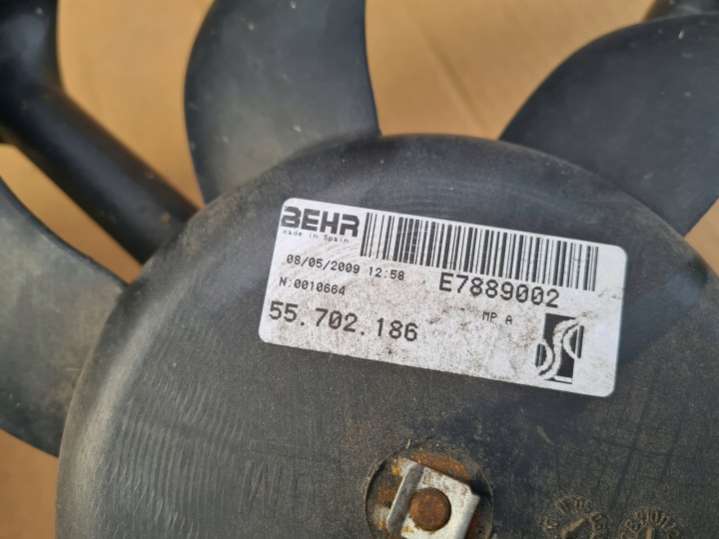 BEHR
made in Spain
08/05/2009 12:58
E7889002
N:0010664
MP A
55.702.186